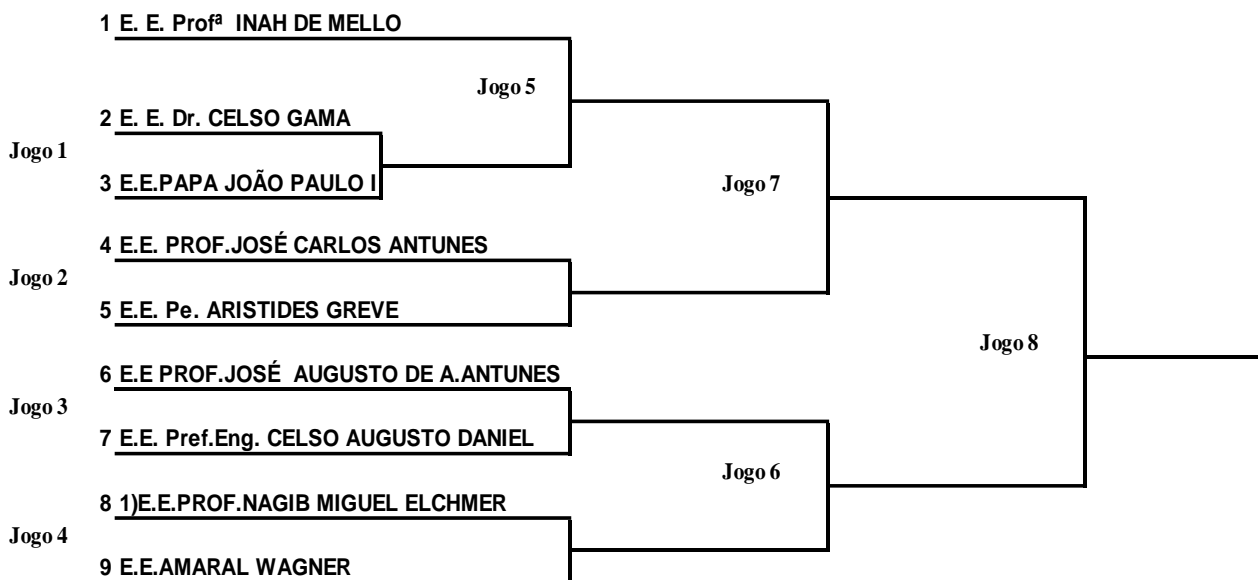 1 E. E. Profª INAH DE MELLO
Jogo 5
2 E. E. Dr. CELSO GAMA
Jogo 1
3 E.E.PAPA JOÃO PAULO I
Jogo 7
4 E.E. PROF.JOSÉ CARLOS ANTUNES
Jogo 2
5 E.E. Pe. ARISTIDES GREVE
Jogo 8
6 E.E PROF.JOSÉ AUGUSTO DE A.ANTUNES
Jogo 3
7 E.E. Pref.Eng. CELSO AUGUSTO DANIEL
Jogo 6
8 1)E.E.PROF.NAGIB MIGUEL ELCHMER
Jogo 4
9 E.E.AMARAL WAGNER